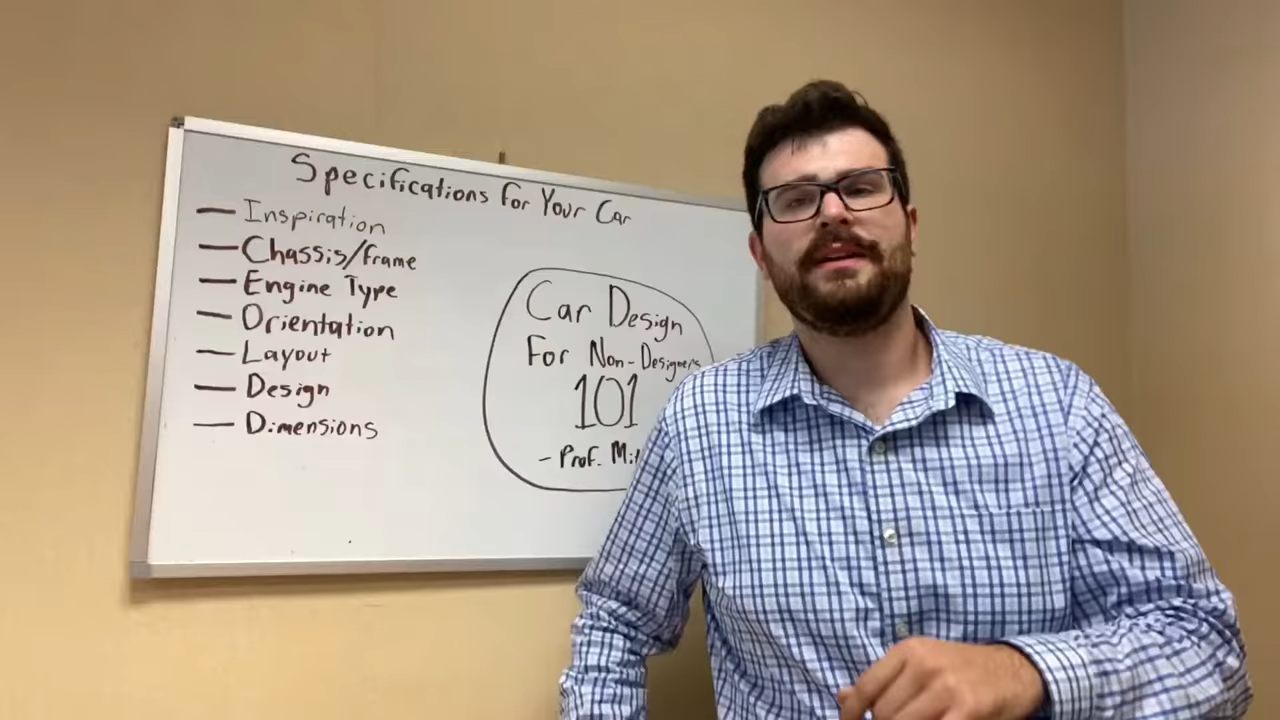 Specifications For Your Car
— Inspiration
— Chassis/frame
— Engine Type
— Orientation
— Layout
— Design
— Dimensions
Car Design
For Non-Designers
101
- Prof.